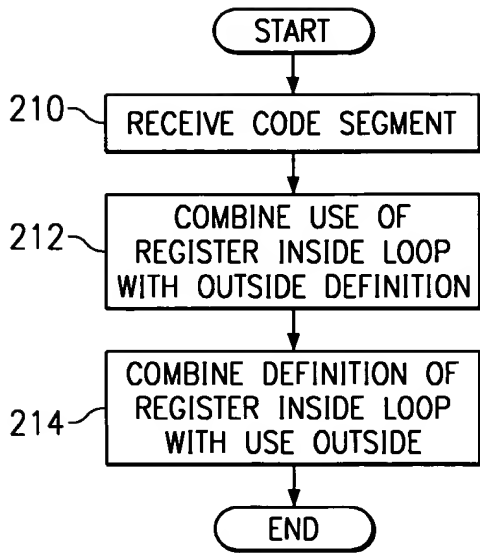 START
210
RECEIVE CODE SEGMENT
212
COMBINE USE OF
REGISTER INSIDE LOOP
WITH OUTSIDE DEFINITION
214
COMBINE DEFINITION OF
REGISTER INSIDE LOOP
WITH USE OUTSIDE
END